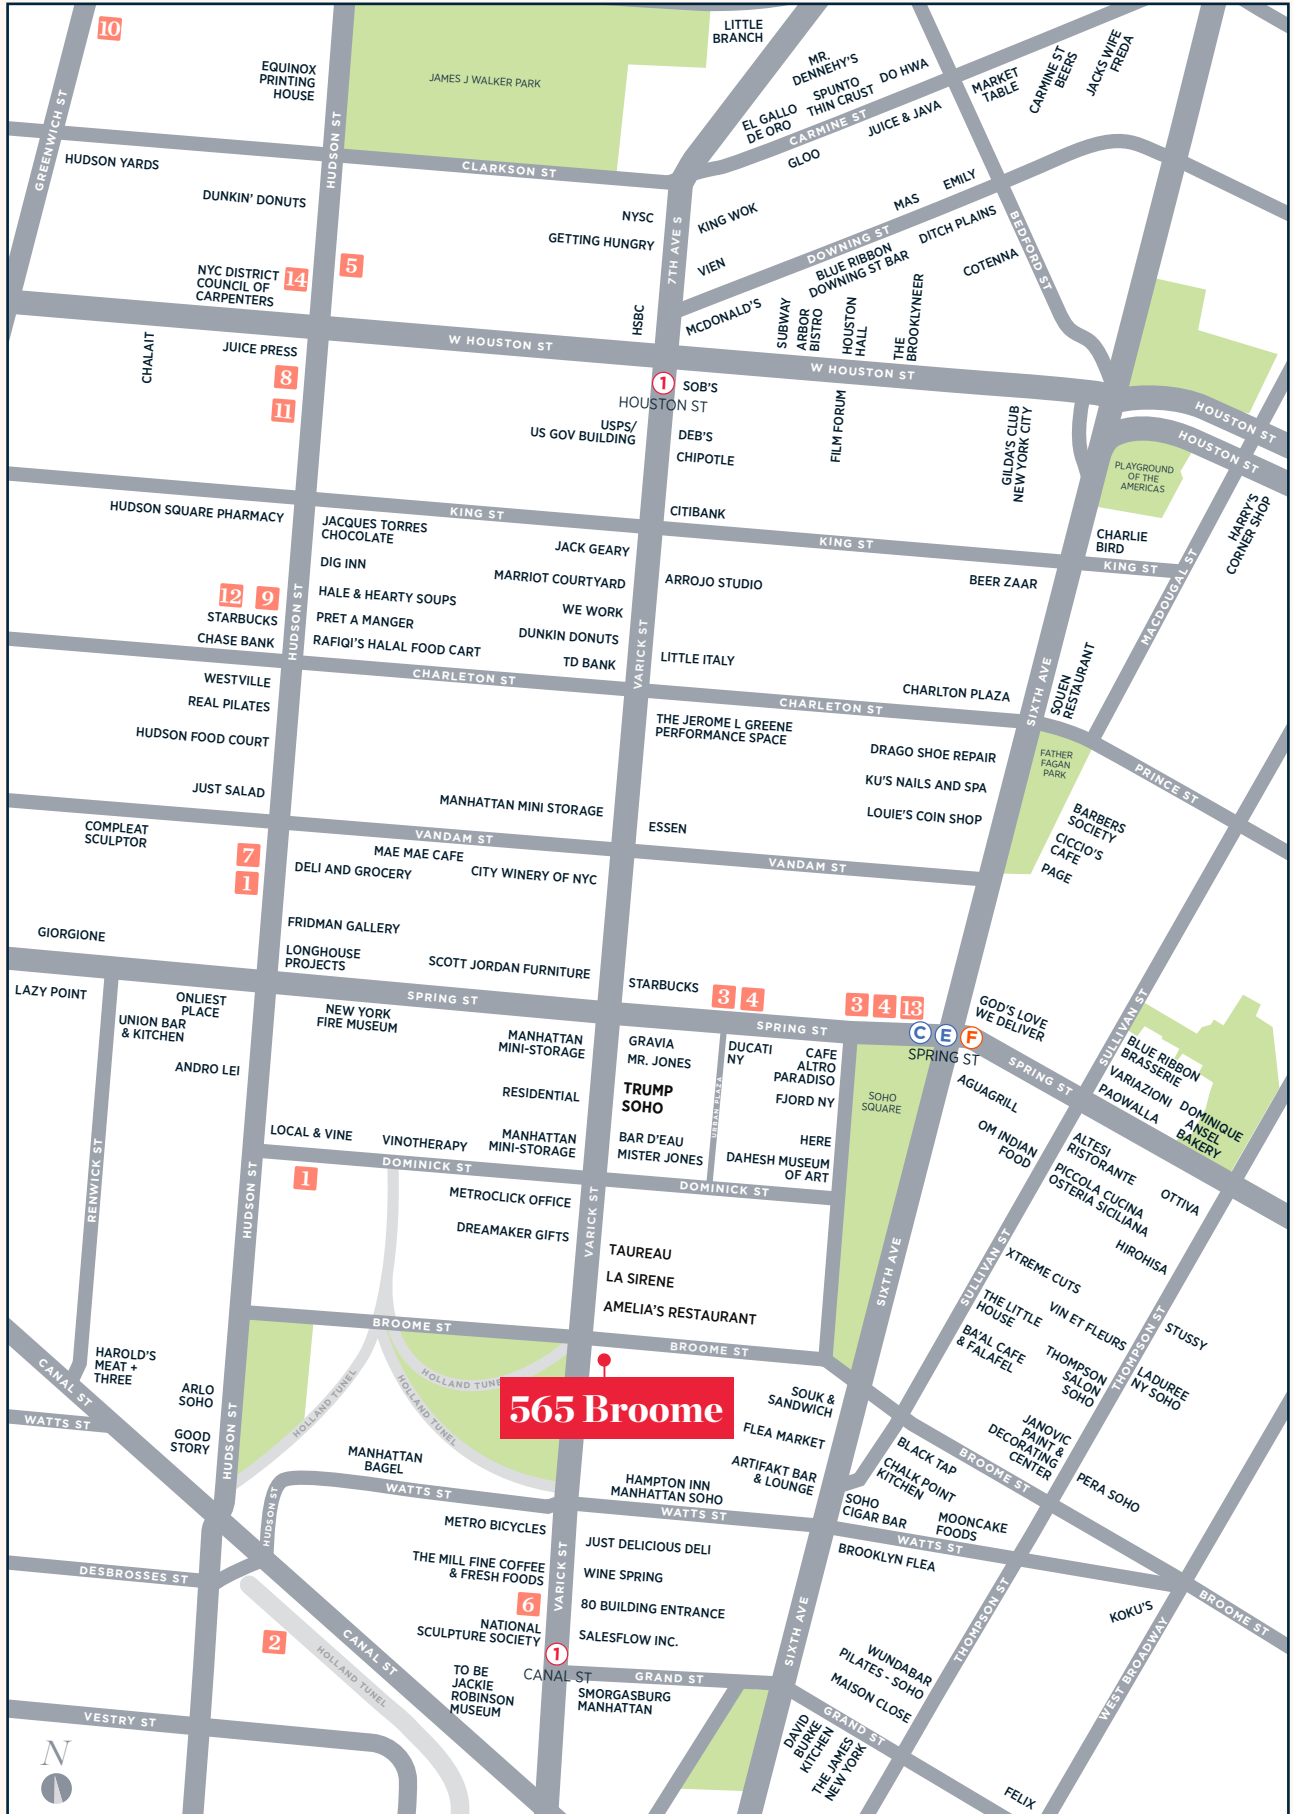 10
EQUINOX
PRINTING
HOUSE
JAMES J WALKER PARK
LITTLE
BRANCH
MR.
DENNEHY'S
SPUNTO
THIN CRUST
DO HWA
EL GALLO
DE ORO
CARMINE ST
JUICE & JAVA
GLOO
MARKET
TABLE
CARMINE ST
BEERS
JACKS WIFE
FREDA
GREENWICH ST
HUDSON ST
CLARKSON ST
HUDSON YARDS
DUNKIN' DONUTS
NYC DISTRICT
COUNCIL OF
CARPENTERS
14
5
NYSC
GETTING HUNGRY
HSBC
7TH AVE S
KING WOK
VIEN
MCDONALD'S
MAS
EMILY
DOWNING ST
BLUE RIBBON
DOWNING ST BAR
DITCH PLAINS
COTENNA
BEDFORD ST
SUBWAY
ARBOR
BISTRO
HOUSTON
HALL
THE
BROOKLYNEER
W HOUSTON ST
W HOUSTON ST
HOUSTON ST
HOUSTON ST
CHALAIT
JUICE PRESS
8
11
1
HOUSTON ST
USPS/
US GOV BUILDING
SOB'S
DEB'S
CHIPOTLE
CITIBANK
FILM FORUM
GILDA'S CLUB
NEW YORK CITY
PLAYGROUND
OF THE
AMERICAS
CHARLIE
BIRD
HARRY'S
CORNER SHOP
KING ST
KING ST
KING ST
MACDOUGAL ST
HUDSON SQUARE PHARMACY
12
9
STARBUCKS
CHASE BANK
HUDSON ST
JACQUES TORRES
CHOCOLATE
DIG INN
HALE & HEARTY SOUPS
PRET A MANGER
RAFIQI'S HALAL FOOD CART
JACK GEARY
MARRIOT COURTYARD
WE WORK
DUNKIN DONUTS
TD BANK
VARICK ST
ARROJO STUDIO
LITTLE ITALY
BEER ZAAR
CHARLTON PLAZA
SIXTH AVE
SOUEN
RESTAURANT
CHARLETON ST
CHARLETON ST
PRINCE ST
WESTVILLE
REAL PILATES
HUDSON FOOD COURT
JUST SALAD
MANHATTAN MINI STORAGE
THE JEROME L GREENE
PERFORMANCE SPACE
ESSEN
DRAGO SHOE REPAIR
KU'S NAILS AND SPA
LOUIE'S COIN SHOP
FATHER
FAGAN
PARK
BARBERS
SOCIETY
CICCIO'S
CAFE
PAGE
VANDAM ST
VANDAM ST
COMPLEAT
SCULPTOR
7
1
GIORGIONE
MAE MAE CAFE
DELI AND GROCERY
CITY WINERY OF NYC
FRIDMAN GALLERY
LONGHOUSE
PROJECTS
SCOTT JORDAN FURNITURE
STARBUCKS
3
4
3
4
13
SPRING ST
SPRING ST
C
E
F
SPRING ST
SPRING ST
GOD'S LOVE
WE DELIVER
SULLIVAN ST
LAZY POINT
ONLIEST
PLACE
UNION BAR
& KITCHEN
ANDRO LEI
RENWICK ST
NEW YORK
FIRE MUSEUM
MANHATTAN
MINI-STORAGE
RESIDENTIAL
MANHATTAN
MINI-STORAGE
LOCAL & VINE
VINOTHERAPY
GRAVIA
MR. JONES
TRUMP
SOHO
BAR D'EAU
MISTER JONES
URBAN PLAZA
DUCATI
NY
CAFE
ALTRO
PARADISO
FJORD NY
HERE
DAHESH MUSEUM
OF ART
SOHO
SQUARE
AGUAGRILL
OM INDIAN
FOOD
BLUE RIBBON
BRASSERIE
VARIAZIONI
PAOWALLA
DOMINIQUE
ANSEL
BAKERY
ALTESI
RISTORANTE
PICCOLA CUCINA
OSTERIA SICILIANA
OTTIVA
HIROHISA
DOMINICK ST
DOMINICK ST
1
HUDSON ST
METROCLICK OFFICE
DREAMAKER GIFTS
VARICK ST
TAUREAU
LA SIRENE
AMELIA'S RESTAURANT
SIXTH AVE
SULLIVAN ST
XTREME CUTS
THE LITTLE
HOUSE
VIN ET FLEURS
BA'AL CAFE
& FALAFEL
THOMPSON
SALON
SOHO
THOMPSON ST
STUSSY
LADUREE
NY SOHO
BROOME ST
BROOME ST
BROOME ST
BROOME ST
CANAL ST
WATTS ST
HAROLD'S
MEAT +
THREE
ARLO
SOHO
GOOD
STORY
HUDSON ST
HOLLAND TUNEL
HOLLAND TUNEL
HOLLAND TUNE
565 Broome
SOUK &
SANDWICH
FLEA MARKET
ARTIFAKT BAR
& LOUNGE
JANOVIC
PAINT &
DECORATING
CENTER
BLACK TAP
CHALK POINT
KITCHEN
PERA SOHO
MANHATTAN
BAGEL
HUDSON ST
WATTS ST
HAMPTON INN
MANHATTAN SOHO
WATTS ST
SOHO
CIGAR BAR
MOONCAKE
FOODS
WATTS ST
BROOKLYN FLEA
METRO BICYCLES
THE MILL FINE COFFEE
& FRESH FOODS
6
NATIONAL
SCULPTURE SOCIETY
TO BE
JACKIE
ROBINSON
MUSEUM
VARICK ST
1
CANAL ST
JUST DELICIOUS DELI
WINE SPRING
80 BUILDING ENTRANCE
SALESFLOW INC.
GRAND ST
SMORGASBURG
MANHATTAN
SIXTH AVE
THOMPSON ST
KOKU'S
WEST BROADWAY
WUNDABAR
PILATES - SOHO
MAISON CLOSE
GRAND ST
DAVID
BURKE
KITCHEN
THE JAMES
NEW YORK
FELIX
DESBROSSES ST
2
HOLLAND TUNEL
CANAL ST
VESTRY ST
N